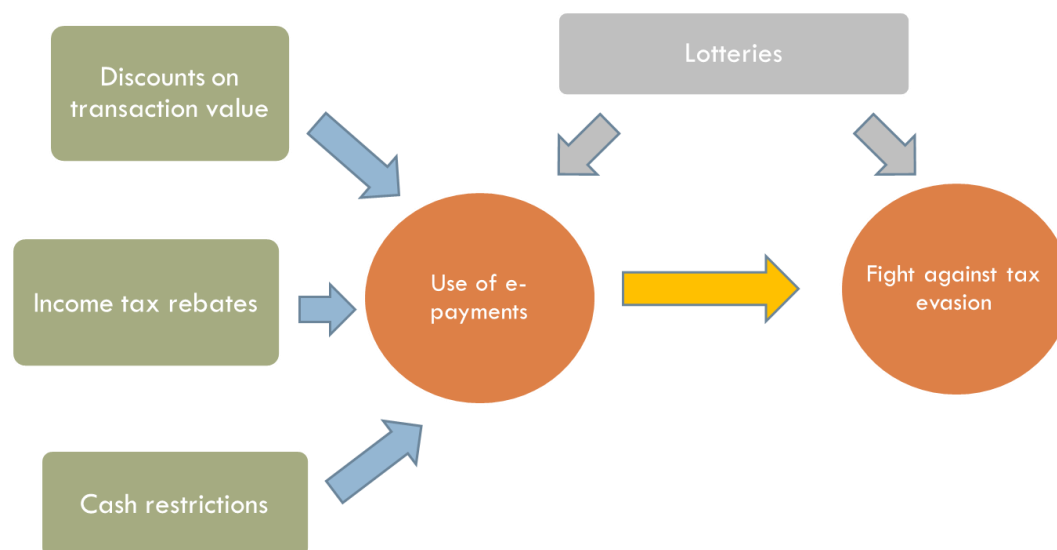 Discounts on
transaction value
Lotteries
Income tax rebates
Use of e-
payments
Fight against tax
evasion
Cash restrictions